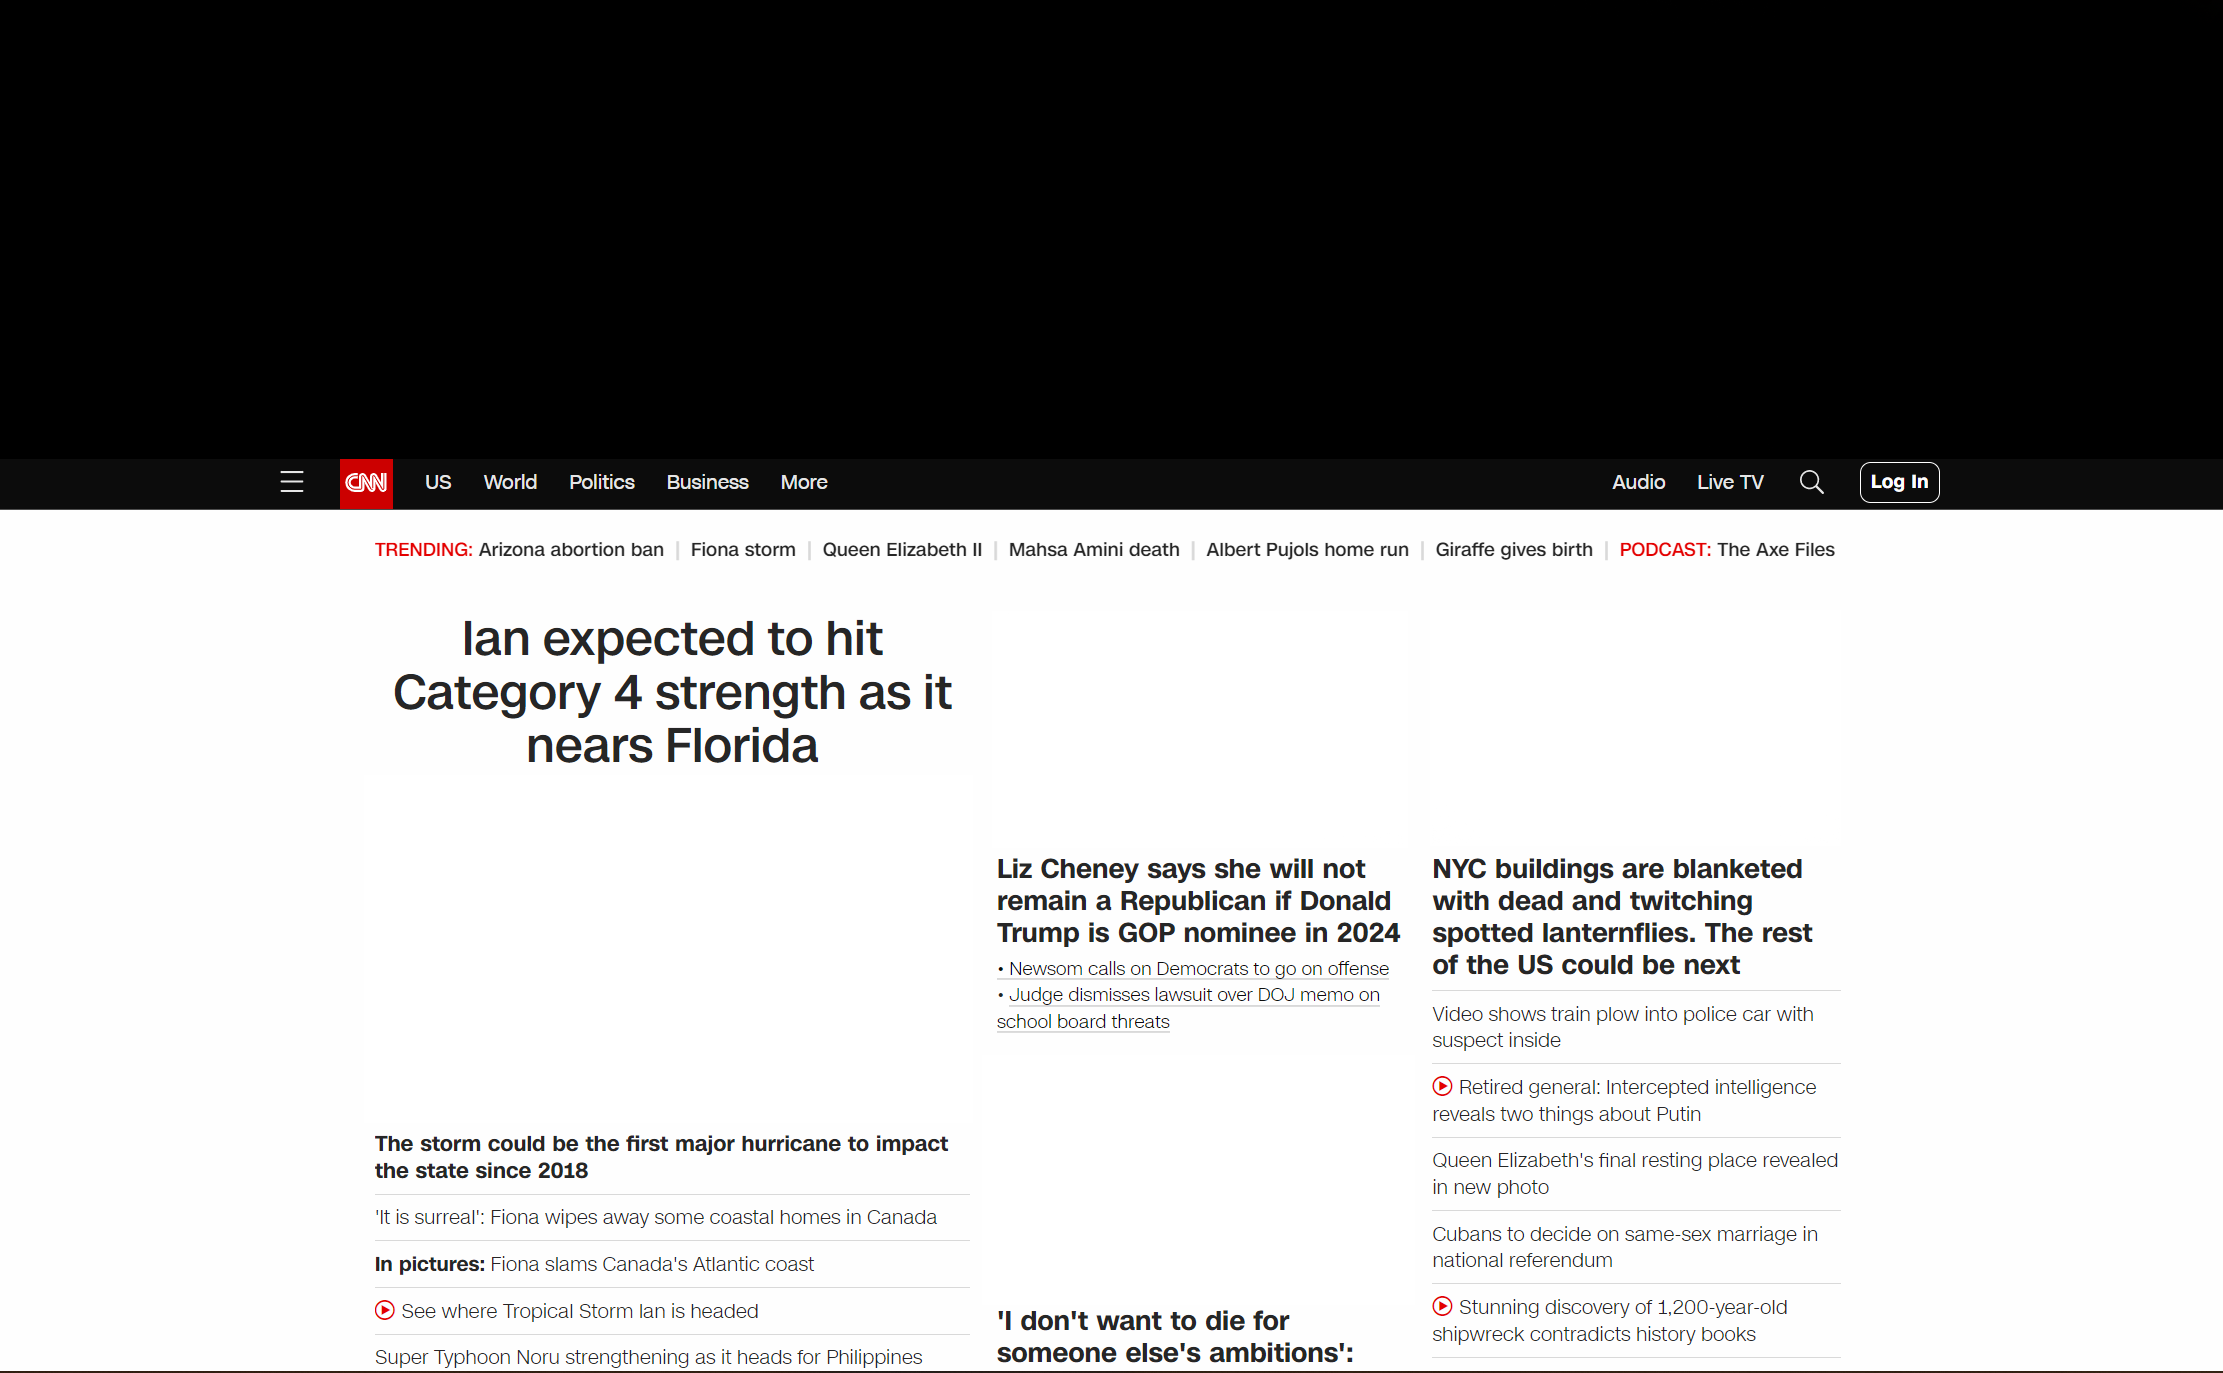 CNN US World Politics Business More Audio Live TV Log In
TRENDING: Arizona abortion ban | Fiona storm | Queen Elizabeth II | Mahsa Amini death | Albert Pujols home run | Giraffe gives birth | PODCAST: The Axe Files
Ian expected to hit
Category 4 strength as it
nears Florida
The storm could be the first major hurricane to impact
the state since 2018
'It is surreal': Fiona wipes away some coastal homes in Canada
In pictures: Fiona slams Canada's Atlantic coast
See where Tropical Storm Ian is headed
Super Typhoon Noru strengthening as it heads for Philippines
Liz Cheney says she will not
remain a Republican if Donald
Trump is GOP nominee in 2024
• Newsom calls on Democrats to go on offense
• Judge dismisses lawsuit over DOJ memo on
school board threats
'I don't want to die for
someone else's ambitions':
NYC buildings are blanketed
with dead and twitching
spotted lanternflies. The rest
of the US could be next
Video shows train plow into police car with
suspect inside
Retired general: Intercepted intelligence
reveals two things about Putin
Queen Elizabeth's final resting place revealed
in new photo
Cubans to decide on same-sex marriage in
national referendum
Stunning discovery of 1,200-year-old
shipwreck contradicts history books